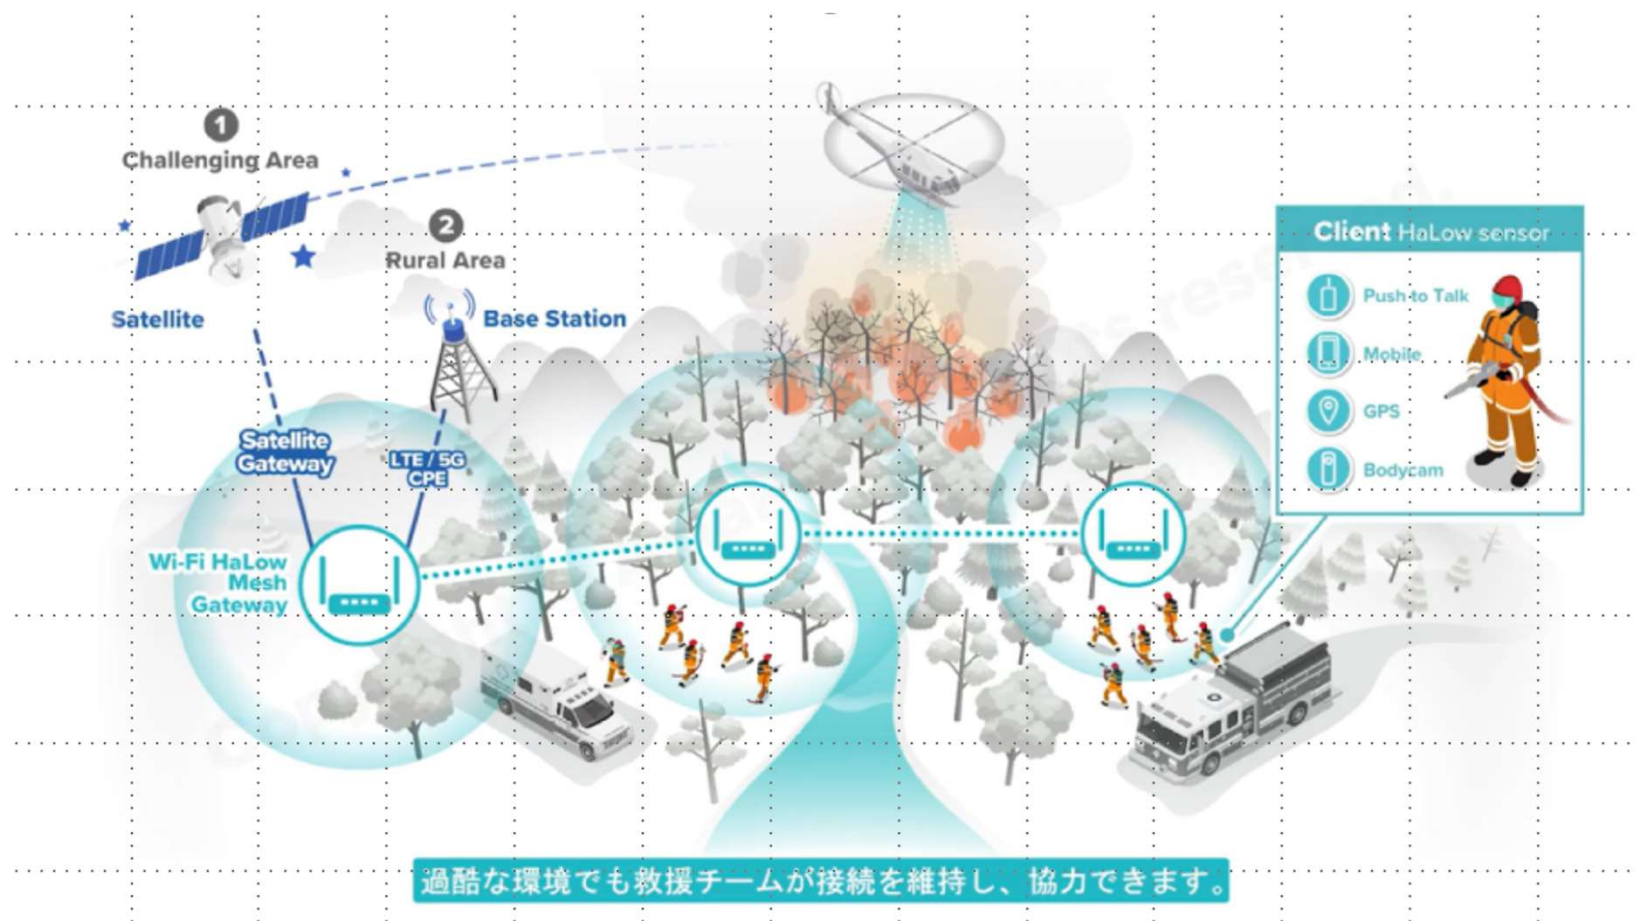 1
Challenging Area
2
Rural Area
Satellite
Base Station
Satellite
Gateway
LTE / 5G
CPE
Wi-Fi HaLow
Mesh
Gateway
Client HaLow sensor
Push to Talk
Mobile
GPS
Bodycam
過酷な環境でも救援チームが接続を維持し、協力できます。